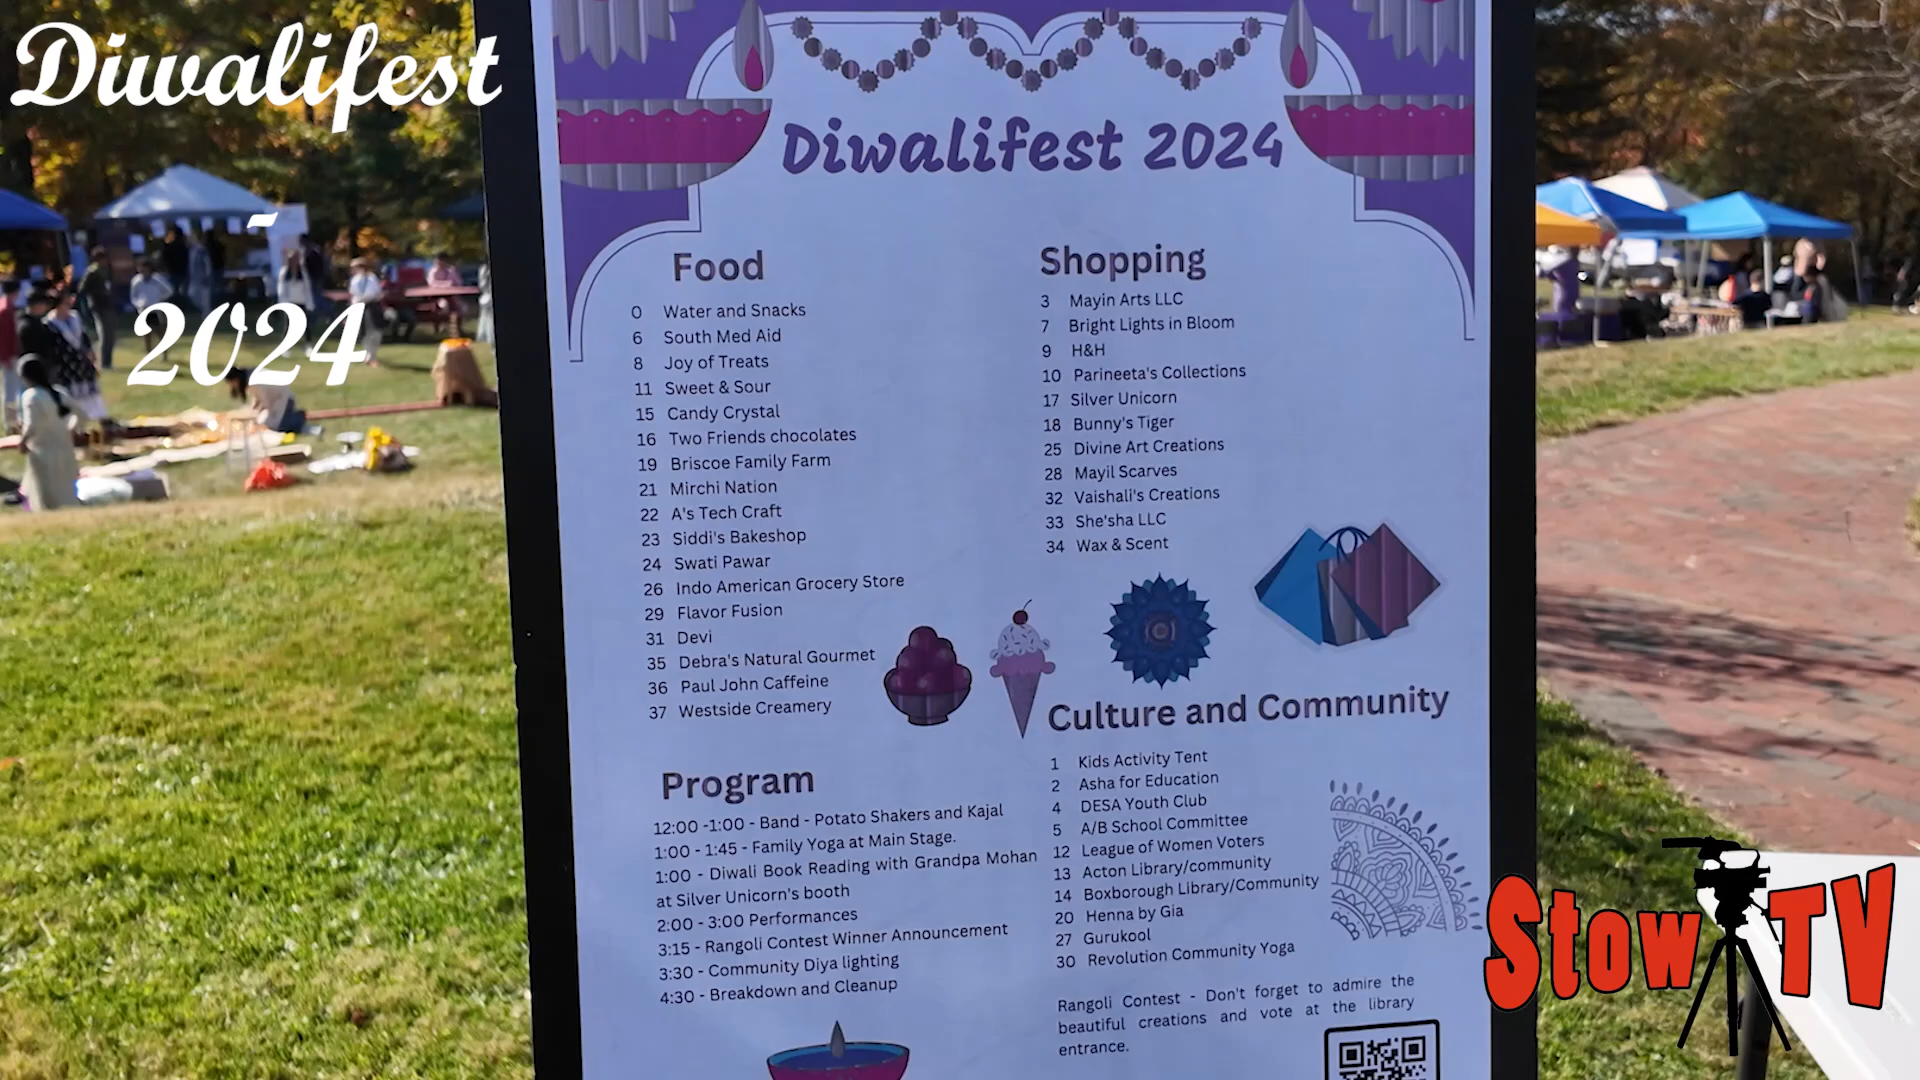 Diwalifest
-
2024
Diwalifest 2024
Food
0 Water and Snacks
6 South Med Aid
8 Joy of Treats
11 Sweet & Sour
15 Candy Crystal
16 Two Friends chocolates
19 Briscoe Family Farm
21 Mirchi Nation
22 A's Tech Craft
23 Siddi's Bakeshop
24 Swati Pawar
26 Indo American Grocery Store
29 Flavor Fusion
31 Devi
35 Debra's Natural Gourmet
36 Paul John Caffeine
37 Westside Creamery
Shopping
3 Mayin Arts LLC
7 Bright Lights in Bloom
9 H&H
10 Parineeta's Collections
17 Silver Unicorn
18 Bunny's Tiger
25 Divine Art Creations
28 Mayil Scarves
32 Vaishali's Creations
33 She'sha LLC
34 Wax & Scent
Program
12:00 -1:00 - Band - Potato Shakers and Kajal
1:00 - 1:45 - Family Yoga at Main Stage.
1:00 - Diwali Book Reading with Grandpa Mohan
at Silver Unicorn's booth
2:00 - 3:00 Performances
3:15 - Rangoli Contest Winner Announcement
3:30 - Community Diya lighting
4:30 - Breakdown and Cleanup
Culture and Community
1 Kids Activity Tent
2 Asha for Education
4 DESA Youth Club
5 A/B School Committee
12 League of Women Voters
13 Acton Library/community
14 Boxborough Library/Community
20 Henna by Gia
27 Gurukool
30 Revolution Community Yoga
Rangoli Contest - Don't forget to admire the
beautiful creations and vote at the library
entrance.
Stow TV